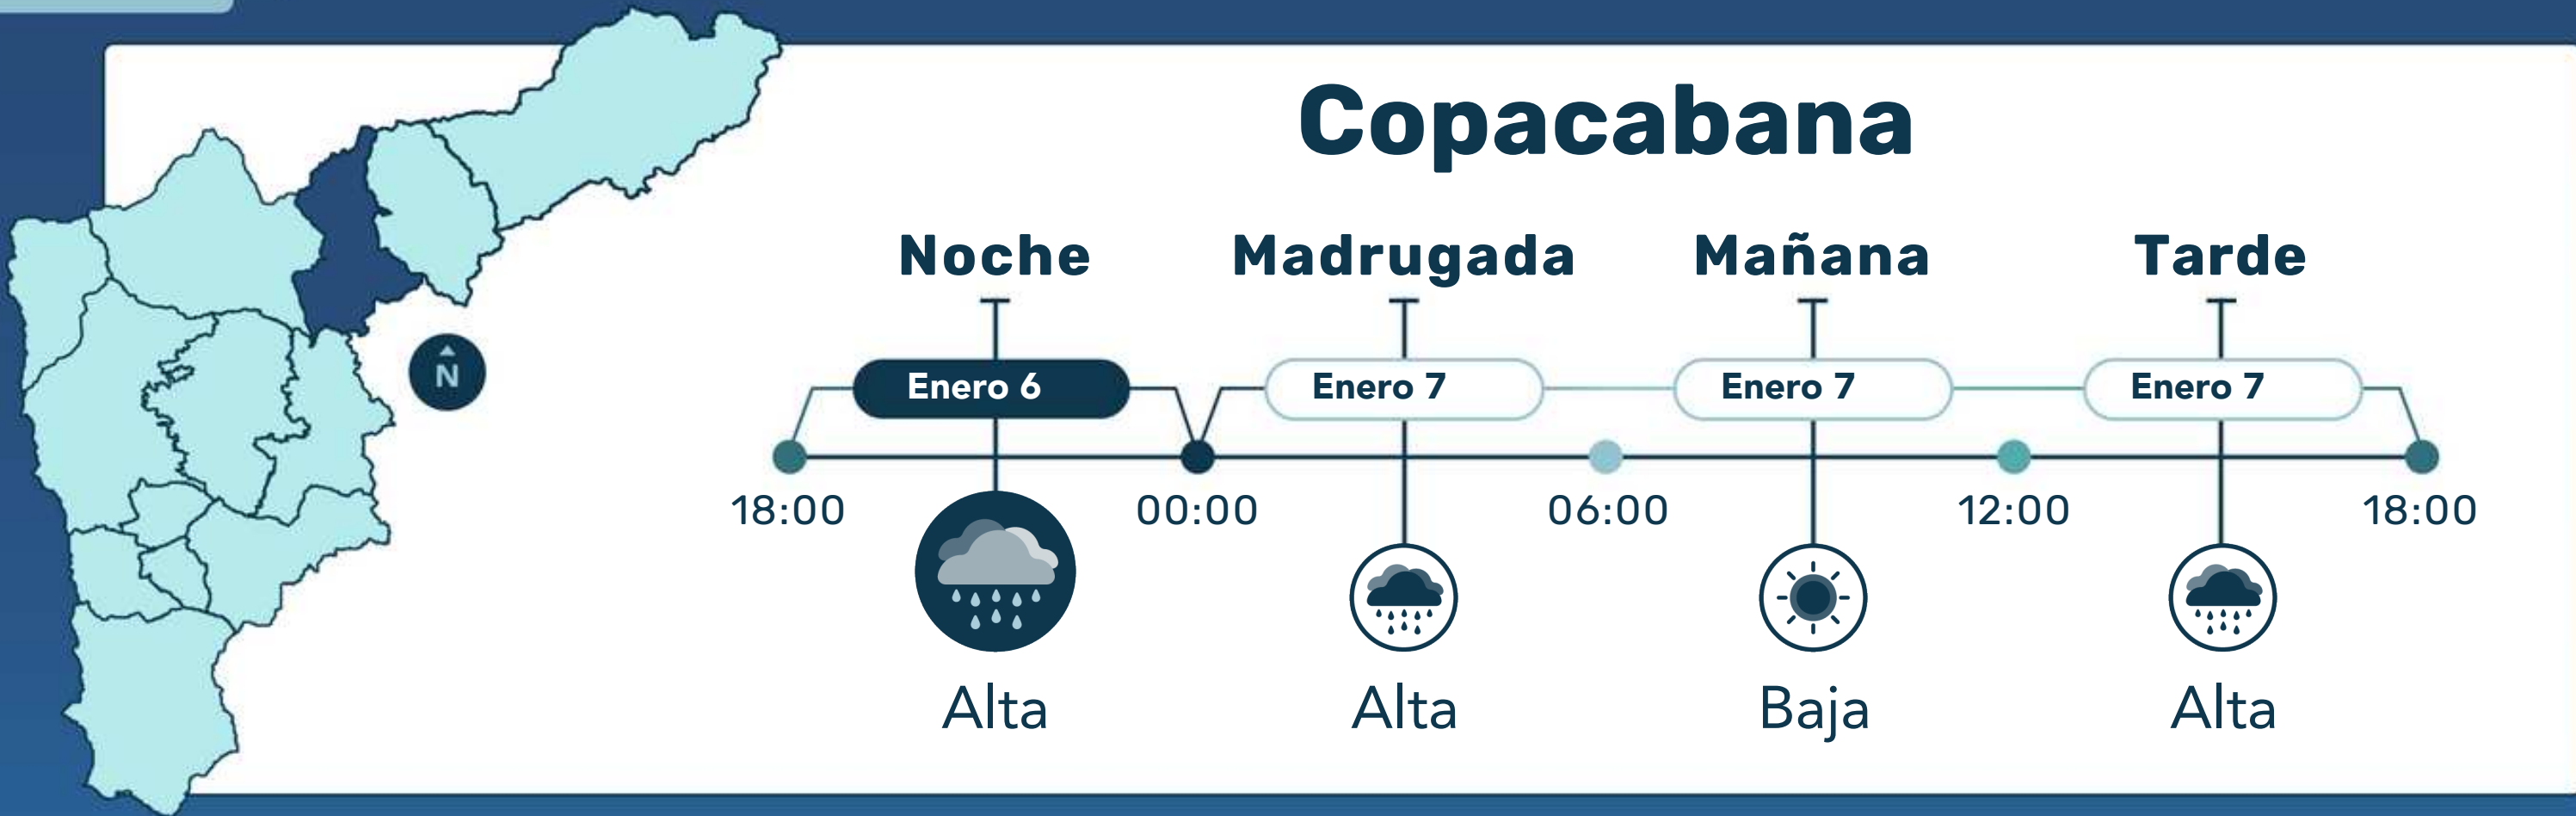 Copacabana
Noche Madrugada Mañana Tarde
Enero 6 Enero 7 Enero 7 Enero 7
N
18:00 00:00 06:00 12:00 18:00
Alta Alta Baja Alta